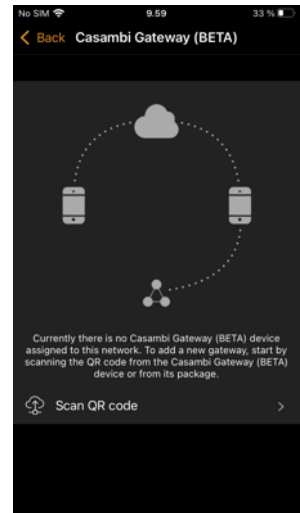 No SIM 9.59 33 %
Back Casambi Gateway (BETA)
Currently there is no Casambi Gateway (BETA) device
assigned to this network. To add a new gateway, start by
scanning the QR code from the Casambi Gateway (BETA)
device or from its package.
Scan QR code